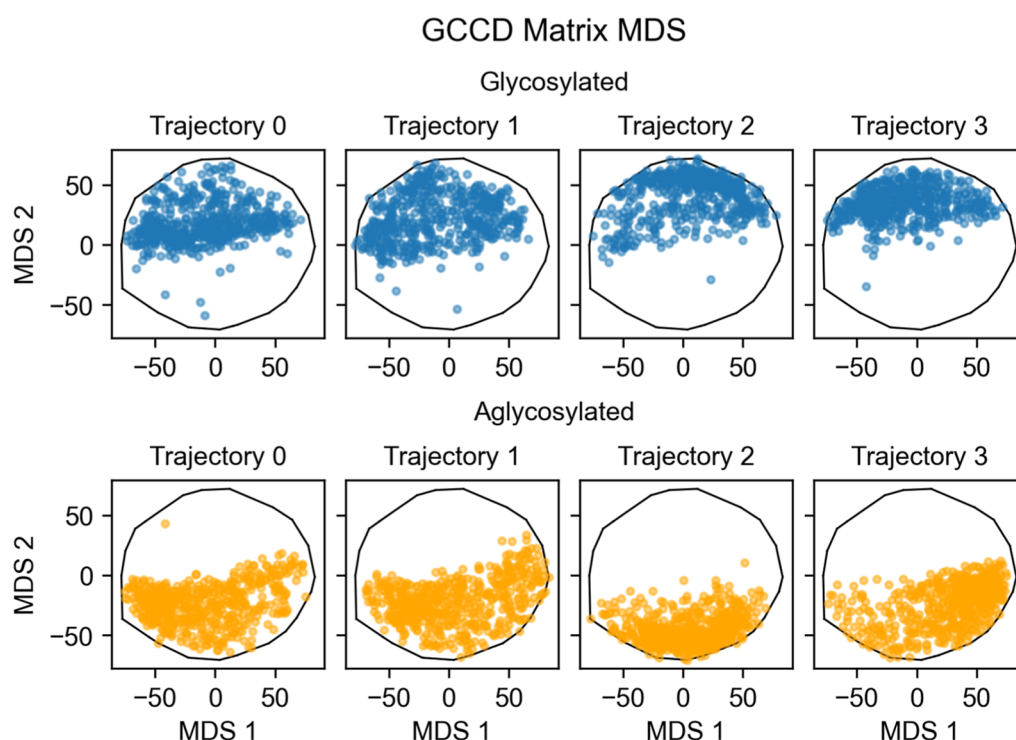 GCCD Matrix MDS
Glycosylated
Trajectory 0 Trajectory 1 Trajectory 2 Trajectory 3
MDS 2
50
0
−50
−50 0 50 −50 0 50 −50 0 50 −50 0 50
Aglycosylated
Trajectory 0 Trajectory 1 Trajectory 2 Trajectory 3
MDS 2
50
0
−50
−50 0 50 −50 0 50 −50 0 50 −50 0 50
MDS 1 MDS 1 MDS 1 MDS 1